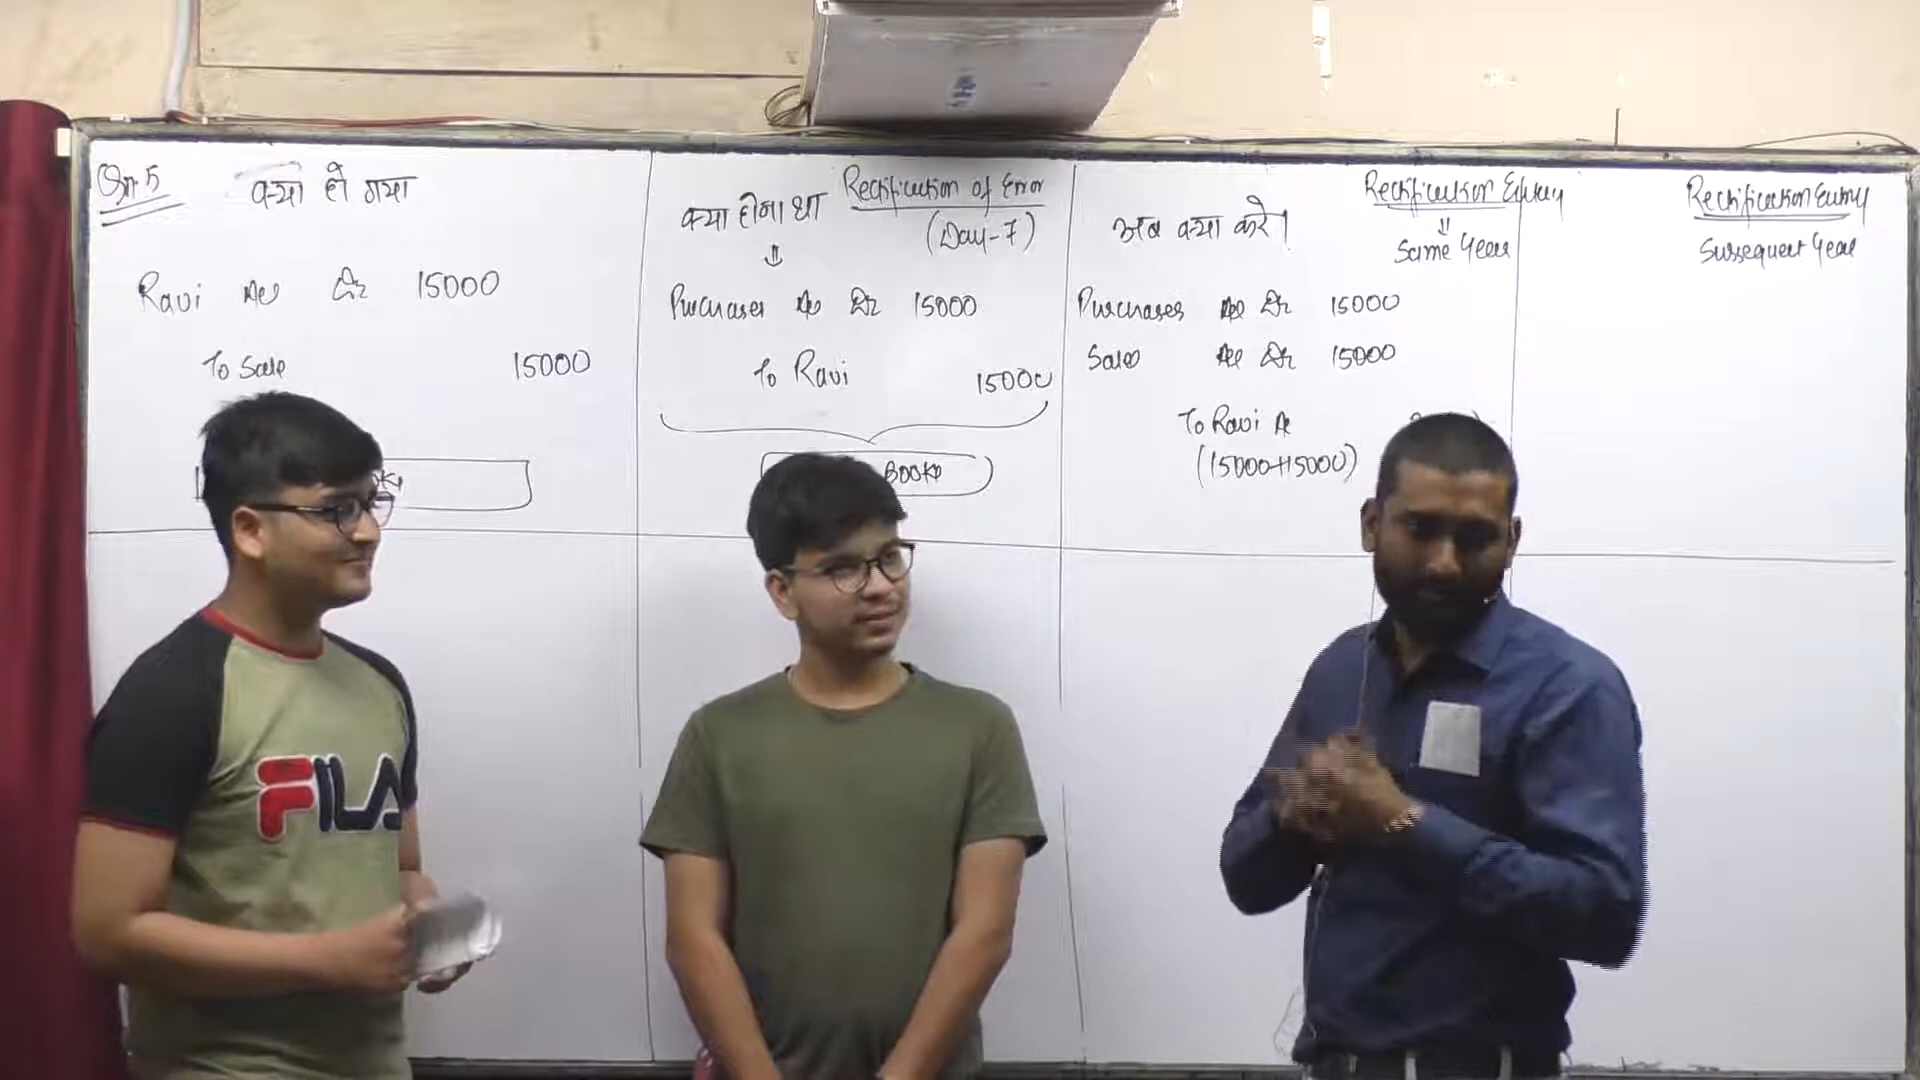 Qn. 5
क्या हो गया
Ravi A/c Dr 15000
To Sale 15000
क्या होना था
⇓
Rectification of Error
(Day-7)
Purchases A/c Dr 15000
To Ravi 15000
Book
अब क्या करे।
Purchases A/c Dr 15000
Sales A/c Dr 15000
To Ravi A/c
(15000+15000)
Rectification Entry
⇓
Same Year
Rectification Entry
Sussequent Year
FILA